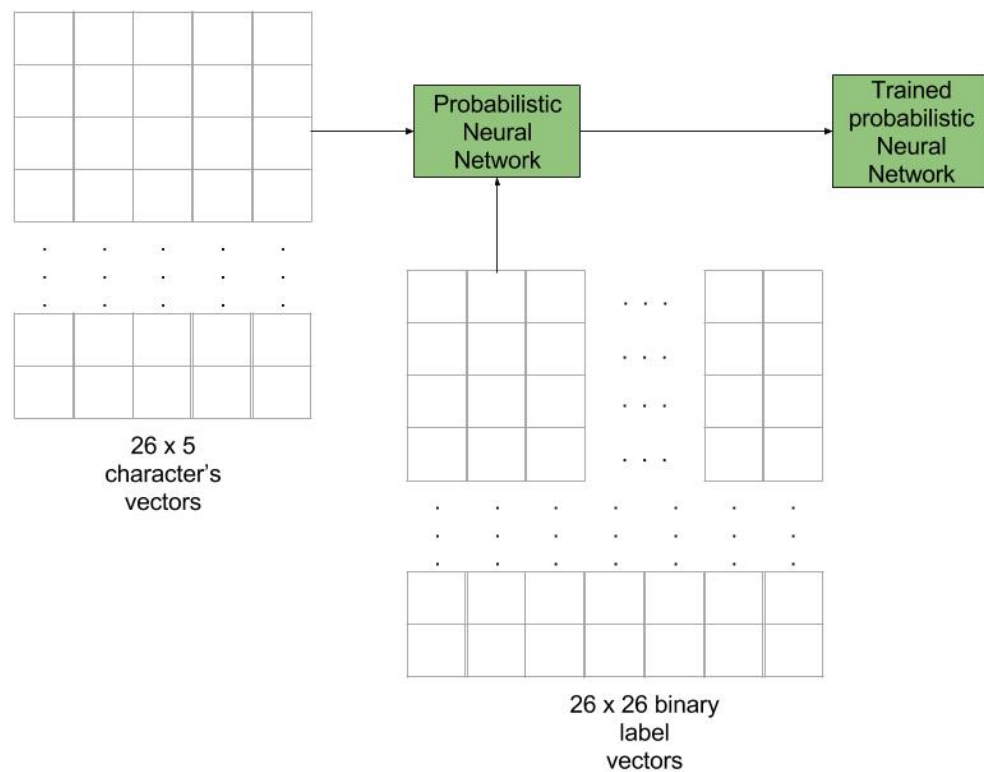 Probabilistic
Neural
Network
Trained
probabilistic
Neural
Network
26 x 5
character's
vectors
26 x 26 binary
label
vectors